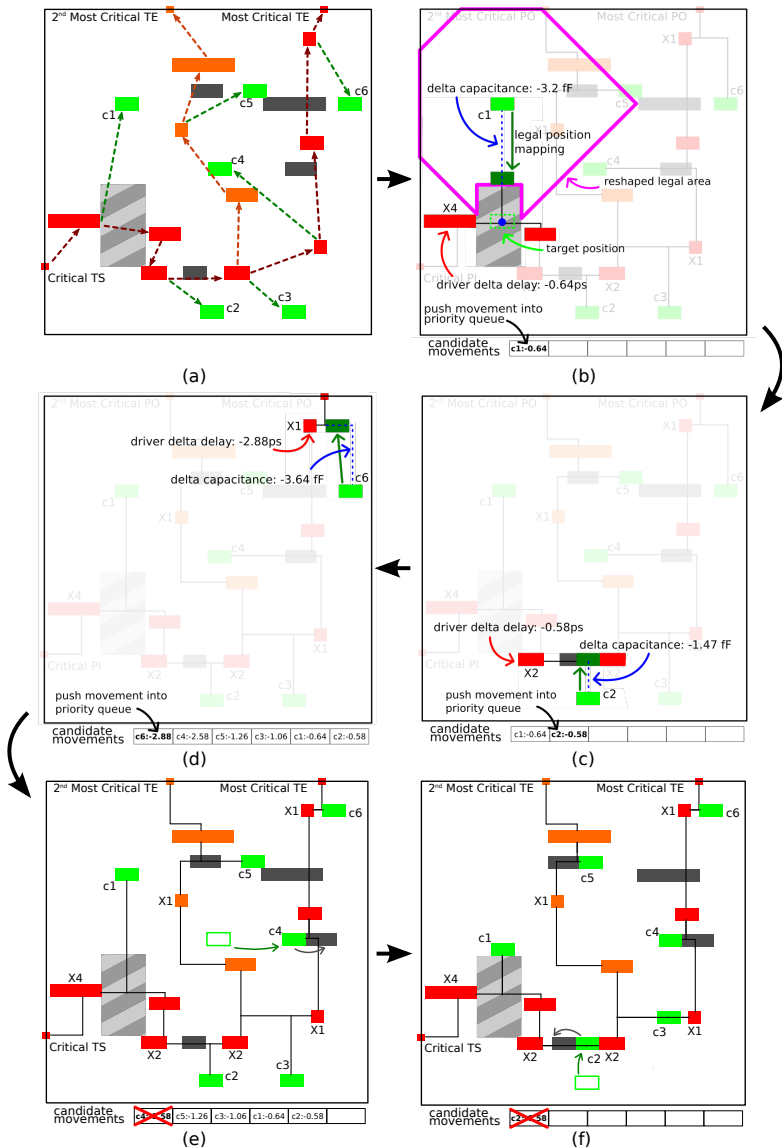 2nd Most Critical TE
Most Critical TE
c1
c5
c6
c4
X4
Critical TS
c2
c3
(a)
2nd Most Critical PO
Most Critical PO
X1
delta capacitance: -3.2 fF
c6
c1
c5
legal position
mapping
X1
c4
reshaped legal area
X4
target position
X1
Critical PI
X2
driver delta delay: -0.64ps
c3
c2
push movement into
priority queue
candidate
movements
c1:-0.64
(b)
2nd Most Critical PO
Most Critical PO
X1
driver delta delay: -2.88ps
delta capacitance: -3.64 fF
c6
c1
c5
X1
c4
X4
X1
Critical PI
X2
X2
c3
c2
push movement into
priority queue
candidate
movements
c6:-2.88
c4:-2.58
c5:-1.26
c3:-1.06
c1:-0.64
c2:-0.58
(d)
2nd Most Critical PO
Most Critical PO
X1
c6
c1
c5
X1
c4
X4
driver delta delay: -0.58ps
delta capacitance: -1.47 fF
X1
Critical PI
X2
X2
c3
c2
push movement into
priority queue
candidate
movements
c1:-0.64
c2:-0.58
(c)
2nd Most Critical TE
Most Critical TE
X1
c6
c5
c1
X1
c4
X4
X1
Critical TS
X2
X2
c3
c2
candidate
movements
c4:-2.58
c5:-1.26
c3:-1.06
c1:-0.64
c2:-0.58
(e)
2nd Most Critical TE
Most Critical TE
X1
c6
c5
X1
c4
c1
X4
c3
X1
Critical TS
X2
c2
X2
candidate
movements
c2:-0.58
(f)